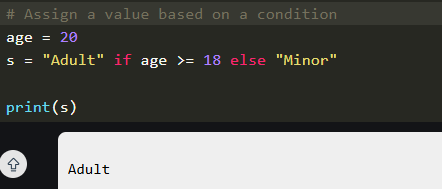 # Assign a value based on a condition
age = 20
s = "Adult" if age >= 18 else "Minor"
print(s)
Adult